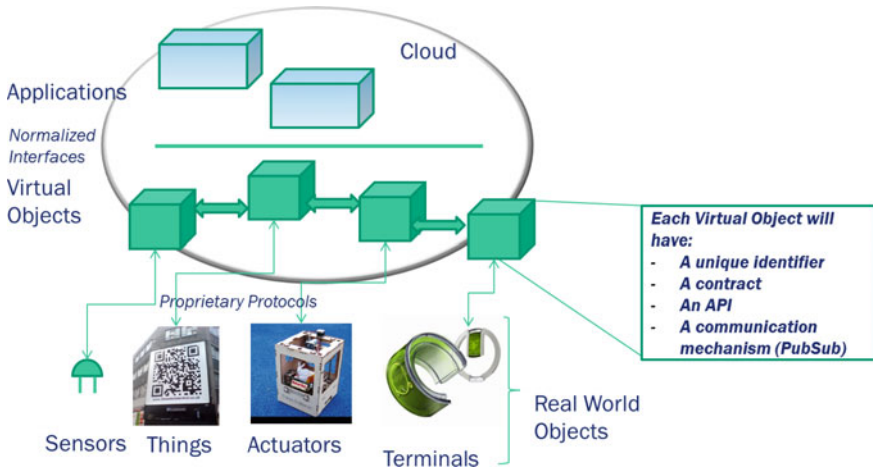 Cloud
Applications
Normalized
Interfaces
Virtual
Objects
Each Virtual Object will
have:
- A unique identifier
- A contract
- An API
- A communication
mechanism (PubSub)
Proprietary Protocols
Sensors
Things
Actuators
Terminals
Real World
Objects